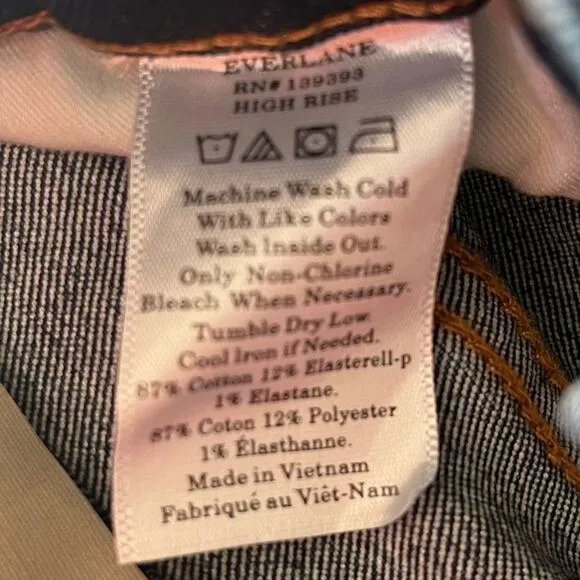 EVERLANE
RN# 139393
HIGH RISE
Machine Wash Cold
With Like Colors
Wash Inside Out.
Only Non-Chlorine
Bleach When Necessary.
Tumble Dry Low
Cool Iron if Needed.
87% Cotton 12% Elasterell-p
1% Elastane.
87% Coton 12% Polyester
1% Élasthanne.
Made in Vietnam
Fabriqué au Viêt-Nam